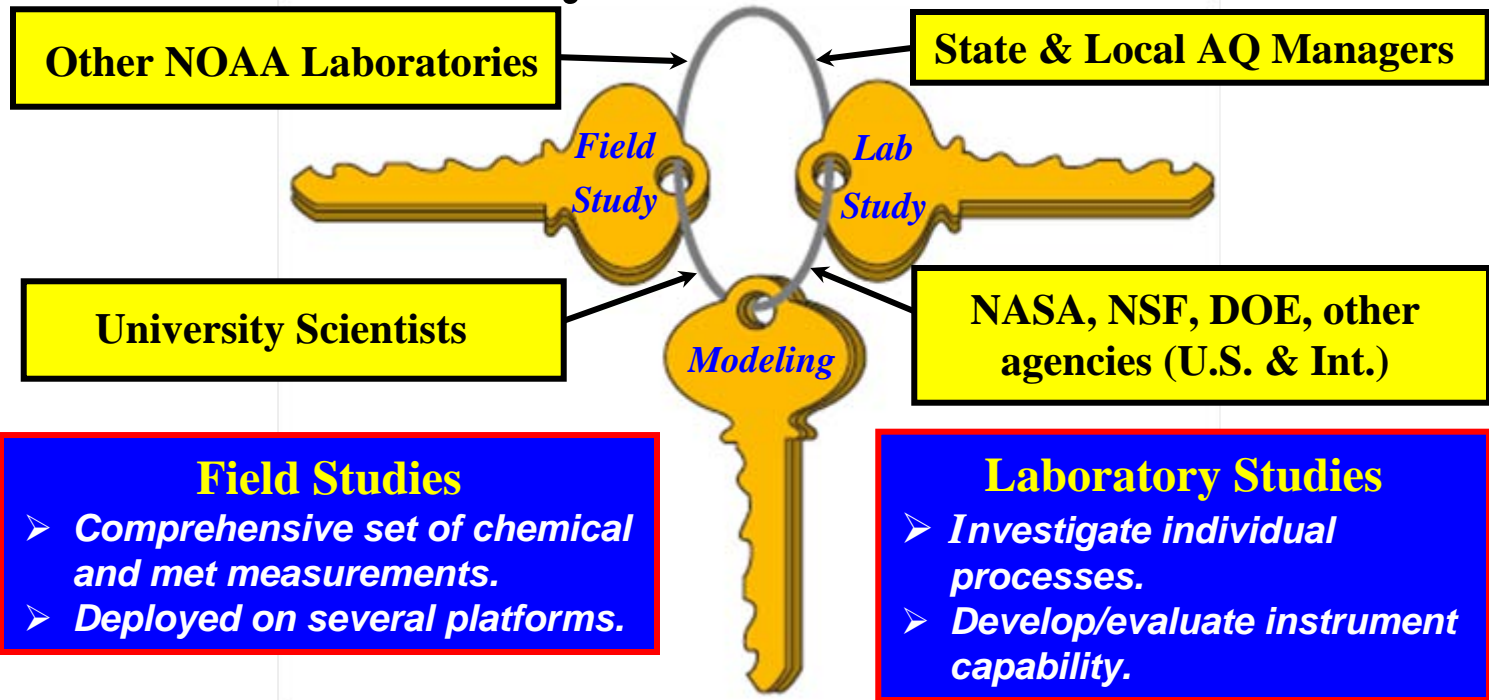 Other NOAA Laboratories
State & Local AQ Managers
Field
Study
Lab
Study
University Scientists
NASA, NSF, DOE, other
agencies (U.S. & Int.)
Modeling
Field Studies
➢ Comprehensive set of chemical
and met measurements.
➢ Deployed on several platforms.
Laboratory Studies
➢ Investigate individual
processes.
➢ Develop/evaluate instrument
capability.